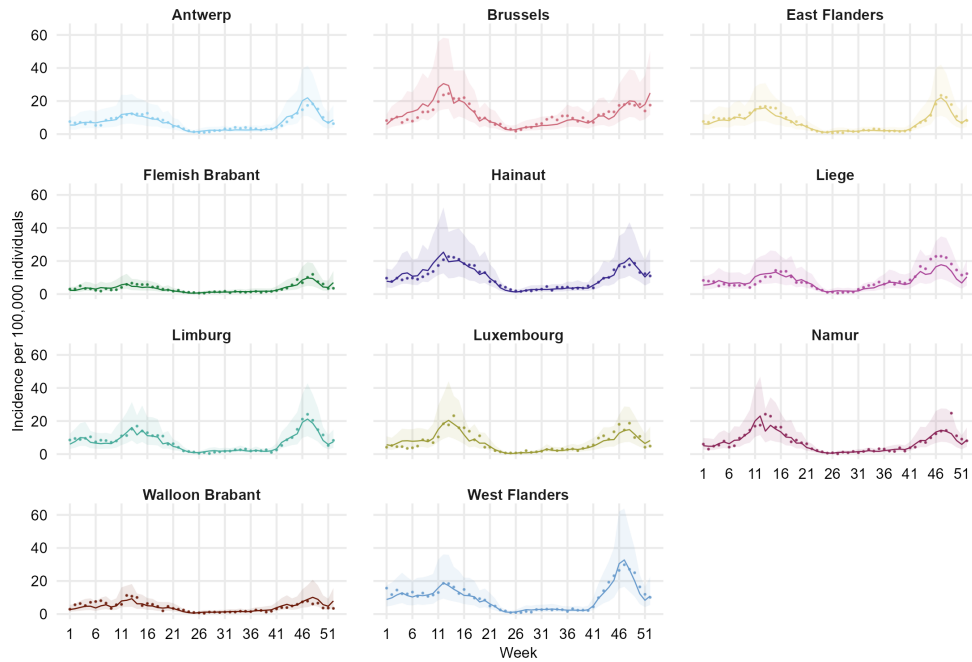 Antwerp Brussels East Flanders
60
40
20
0
Flemish Brabant Hainaut Liege
60
40
20
0
Limburg Luxembourg Namur
60
40
20
0
1 6 11 16 21 26 31 36 41 46 51
Walloon Brabant West Flanders
60
40
20
0
1 6 11 16 21 26 31 36 41 46 51 1 6 11 16 21 26 31 36 41 46 51
Week
Incidence per 100,000 individuals